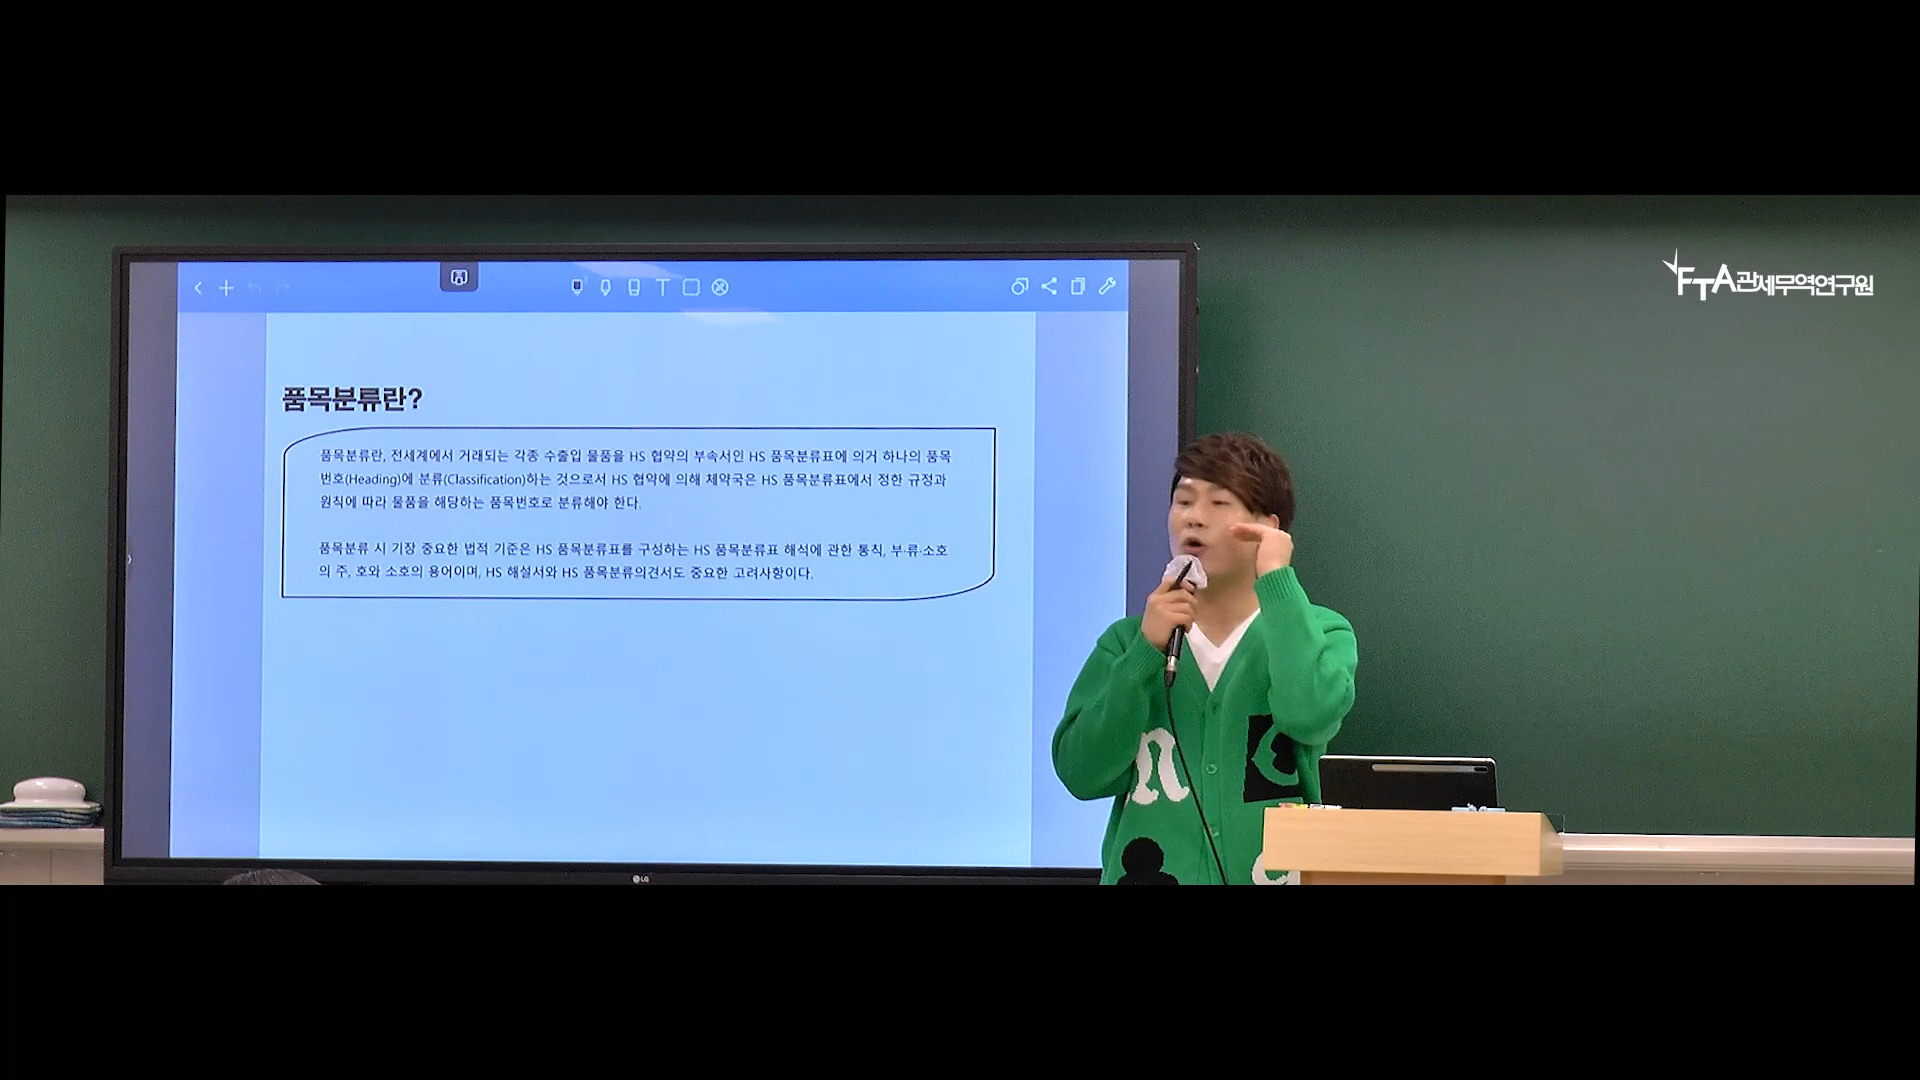 FTA관세무역연구원
품목분류란?
품목분류란, 전세계에서 거래되는 각종 수출입 물품을 HS 협약의 부속서인 HS 품목분류표에 의거 하나의 품목
번호(Heading)에 분류(Classification)하는 것으로서 HS 협약에 의해 체약국은 HS 품목분류표에서 정한 규정과
원칙에 따라 물품을 해당하는 품목번호로 분류해야 한다.
품목분류 시 기장 중요한 법적 기준은 HS 품목분류표를 구성하는 HS 품목분류표 해석에 관한 통칙, 부·류·소호
의 주, 호와 소호의 용어이며, HS 해설서와 HS 품목분류의견서도 중요한 고려사항이다.
LG